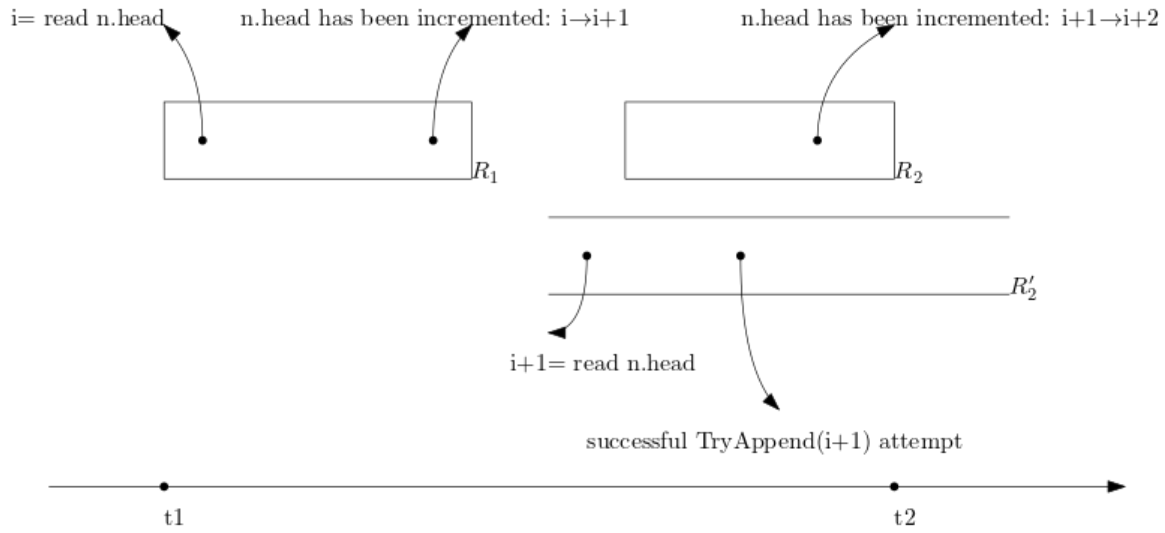 i= read n.head
n.head has been incremented: i→i+1
n.head has been incremented: i+1→i+2
R₁
R₂
R₂′
i+1= read n.head
successful TryAppend(i+1) attempt
t1
t2